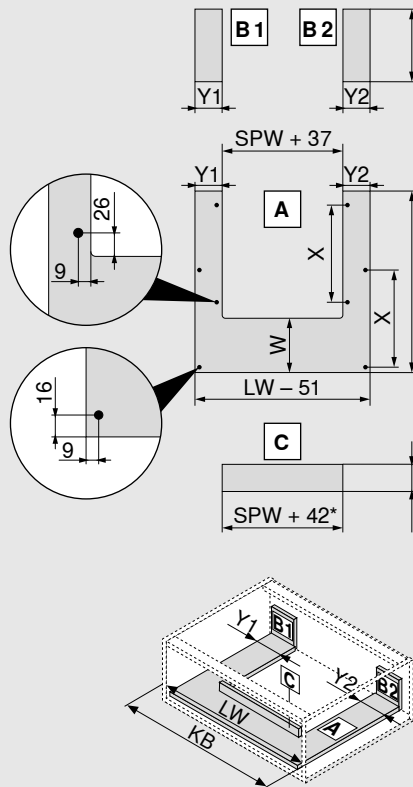 B1
B2
Y1
Y2
SPW + 37
Y1
Y2
A
26
9
X
X
W
LW – 51
16
9
C
SPW + 42*
Y1
B1
Y2
B2
C
A
LW
KB